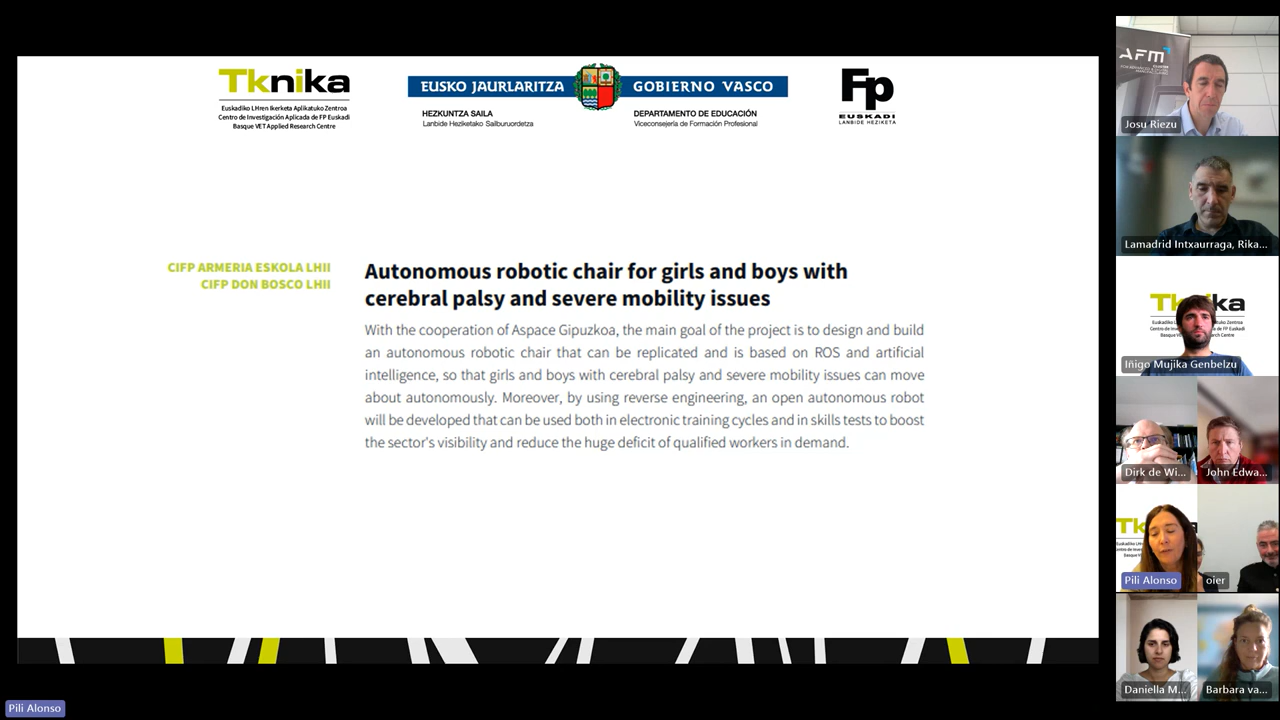 Tknika
Euskadiko LHren Ikerketa Aplikatuko Zentroa
Centro de Investigación Aplicada de FP Euskadi
Basque VET Applied Research Centre
EUSKO JAURLARITZA
GOBIERNO VASCO
HEZKUNTZA SAILA
Lanbide Heziketako Sailburuordetza
DEPARTAMENTO DE EDUCACIÓN
Viceconsejería de Formación Profesional
Fp
EUSKADI
LANBIDE HEZIKETA
CIFP ARMERIA ESKOLA LHII
CIFP DON BOSCO LHII
Autonomous robotic chair for girls and boys with
cerebral palsy and severe mobility issues
With the cooperation of Aspace Gipuzkoa, the main goal of the project is to design and build
an autonomous robotic chair that can be replicated and is based on ROS and artificial
intelligence, so that girls and boys with cerebral palsy and severe mobility issues can move
about autonomously. Moreover, by using reverse engineering, an open autonomous robot
will be developed that can be used both in electronic training cycles and in skills tests to boost
the sector's visibility and reduce the huge deficit of qualified workers in demand.
AFM
CLUSTER
Josu Riezu
Lamadrid Intxaurraga, Rika...
Iñigo Mujika Genbelzu
Dirk de Wi...
John Edwa...
Pili Alonso
oier
Daniella M...
Barbara va...
Pili Alonso